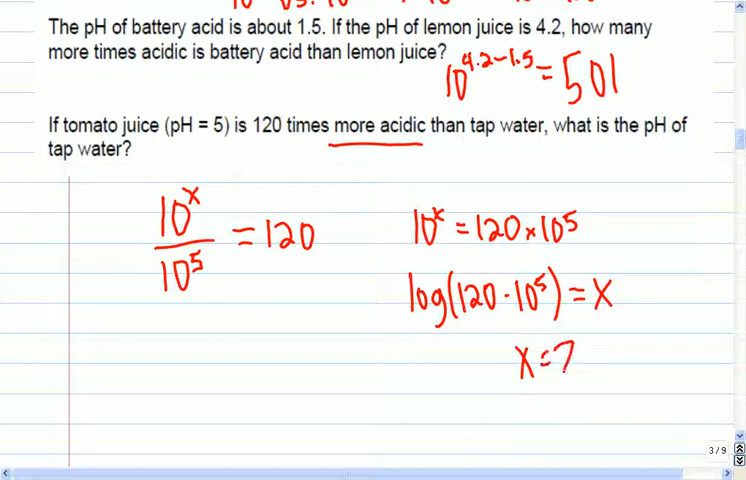 The pH of battery acid is about 1.5. If the pH of lemon juice is 4.2, how many
more times acidic is battery acid than lemon juice?
10^4.2-1.5 = 501
If tomato juice (pH = 5) is 120 times more acidic than tap water, what is the pH of
tap water?
10^x / 10^5 = 120
10^x = 120 × 10^5
log(120 · 10^5) = x
x = 7
3 / 9